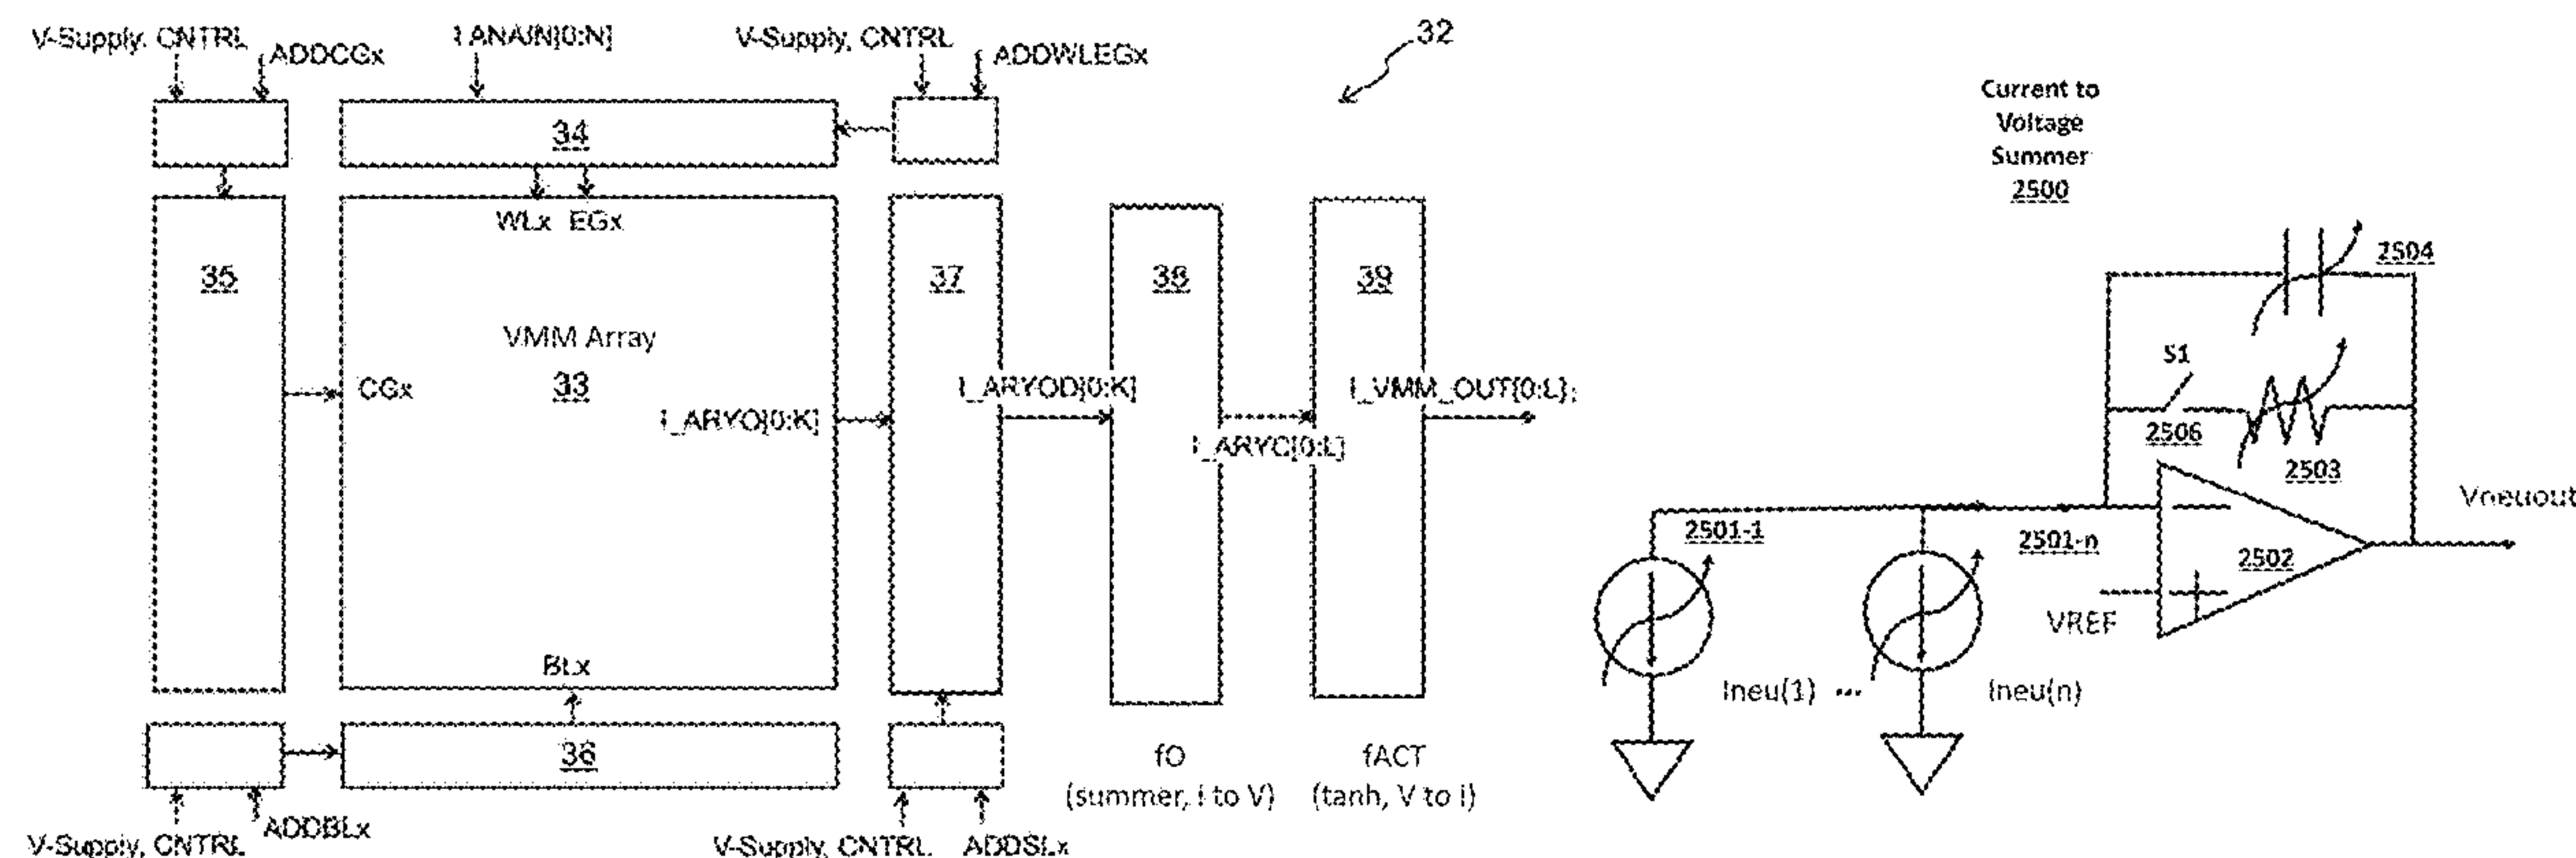 V-Supply, CNTRL
ADDCGx
I_ANAIN[0:N]
V-Supply, CNTRL
ADDWLEGx
32
34
WLx EGx
35
VMM Array
33
CGx
I_ARYO[0:K]
BLx
37
I_ARYOD[0:K]
38
I_ARYC[0:L]
39
I_VMM_OUT[0:L];
36
V-Supply, CNTRL
ADDBLx
V-Supply, CNTRL
ADDSLx
fO
(summer, I to V)
fACT
(tanh, V to I)
Current to
Voltage
Summer
2500
2504
S1
2506
2503
2501-1
2501-n
2502
Vneuout
VREF
Ineu(1) ...
Ineu(n)